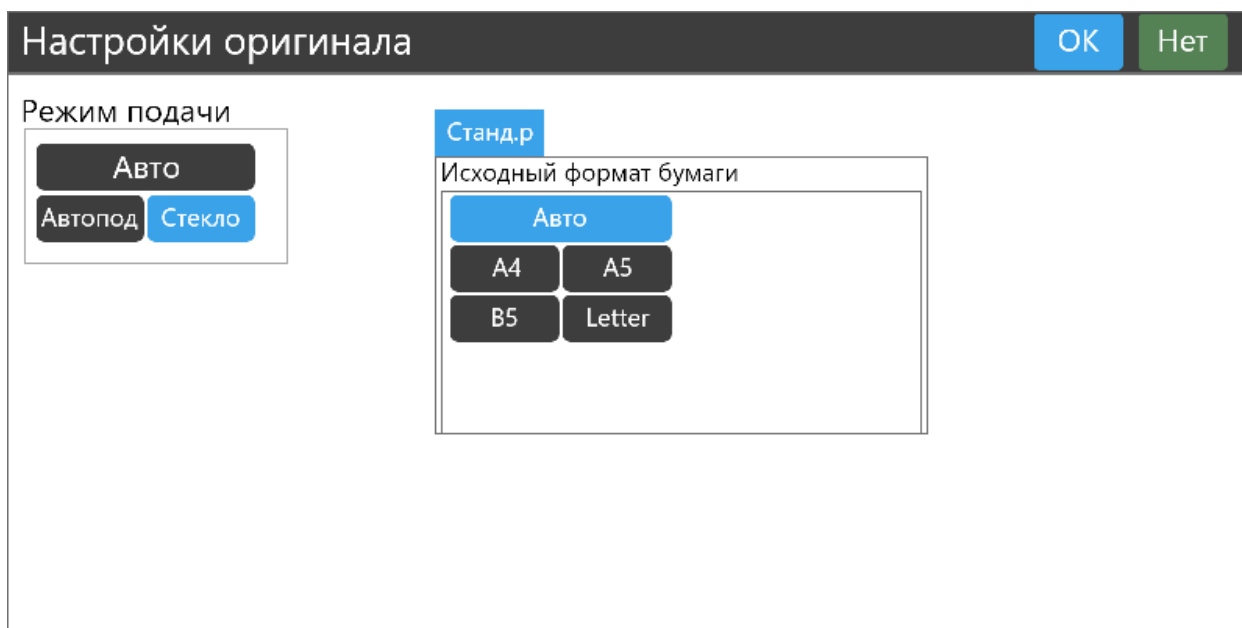 Настройки оригинала
OK Нет
Режим подачи
Авто
Автопод Стекло
Станд.р
Исходный формат бумаги
Авто
A4 A5
B5 Letter